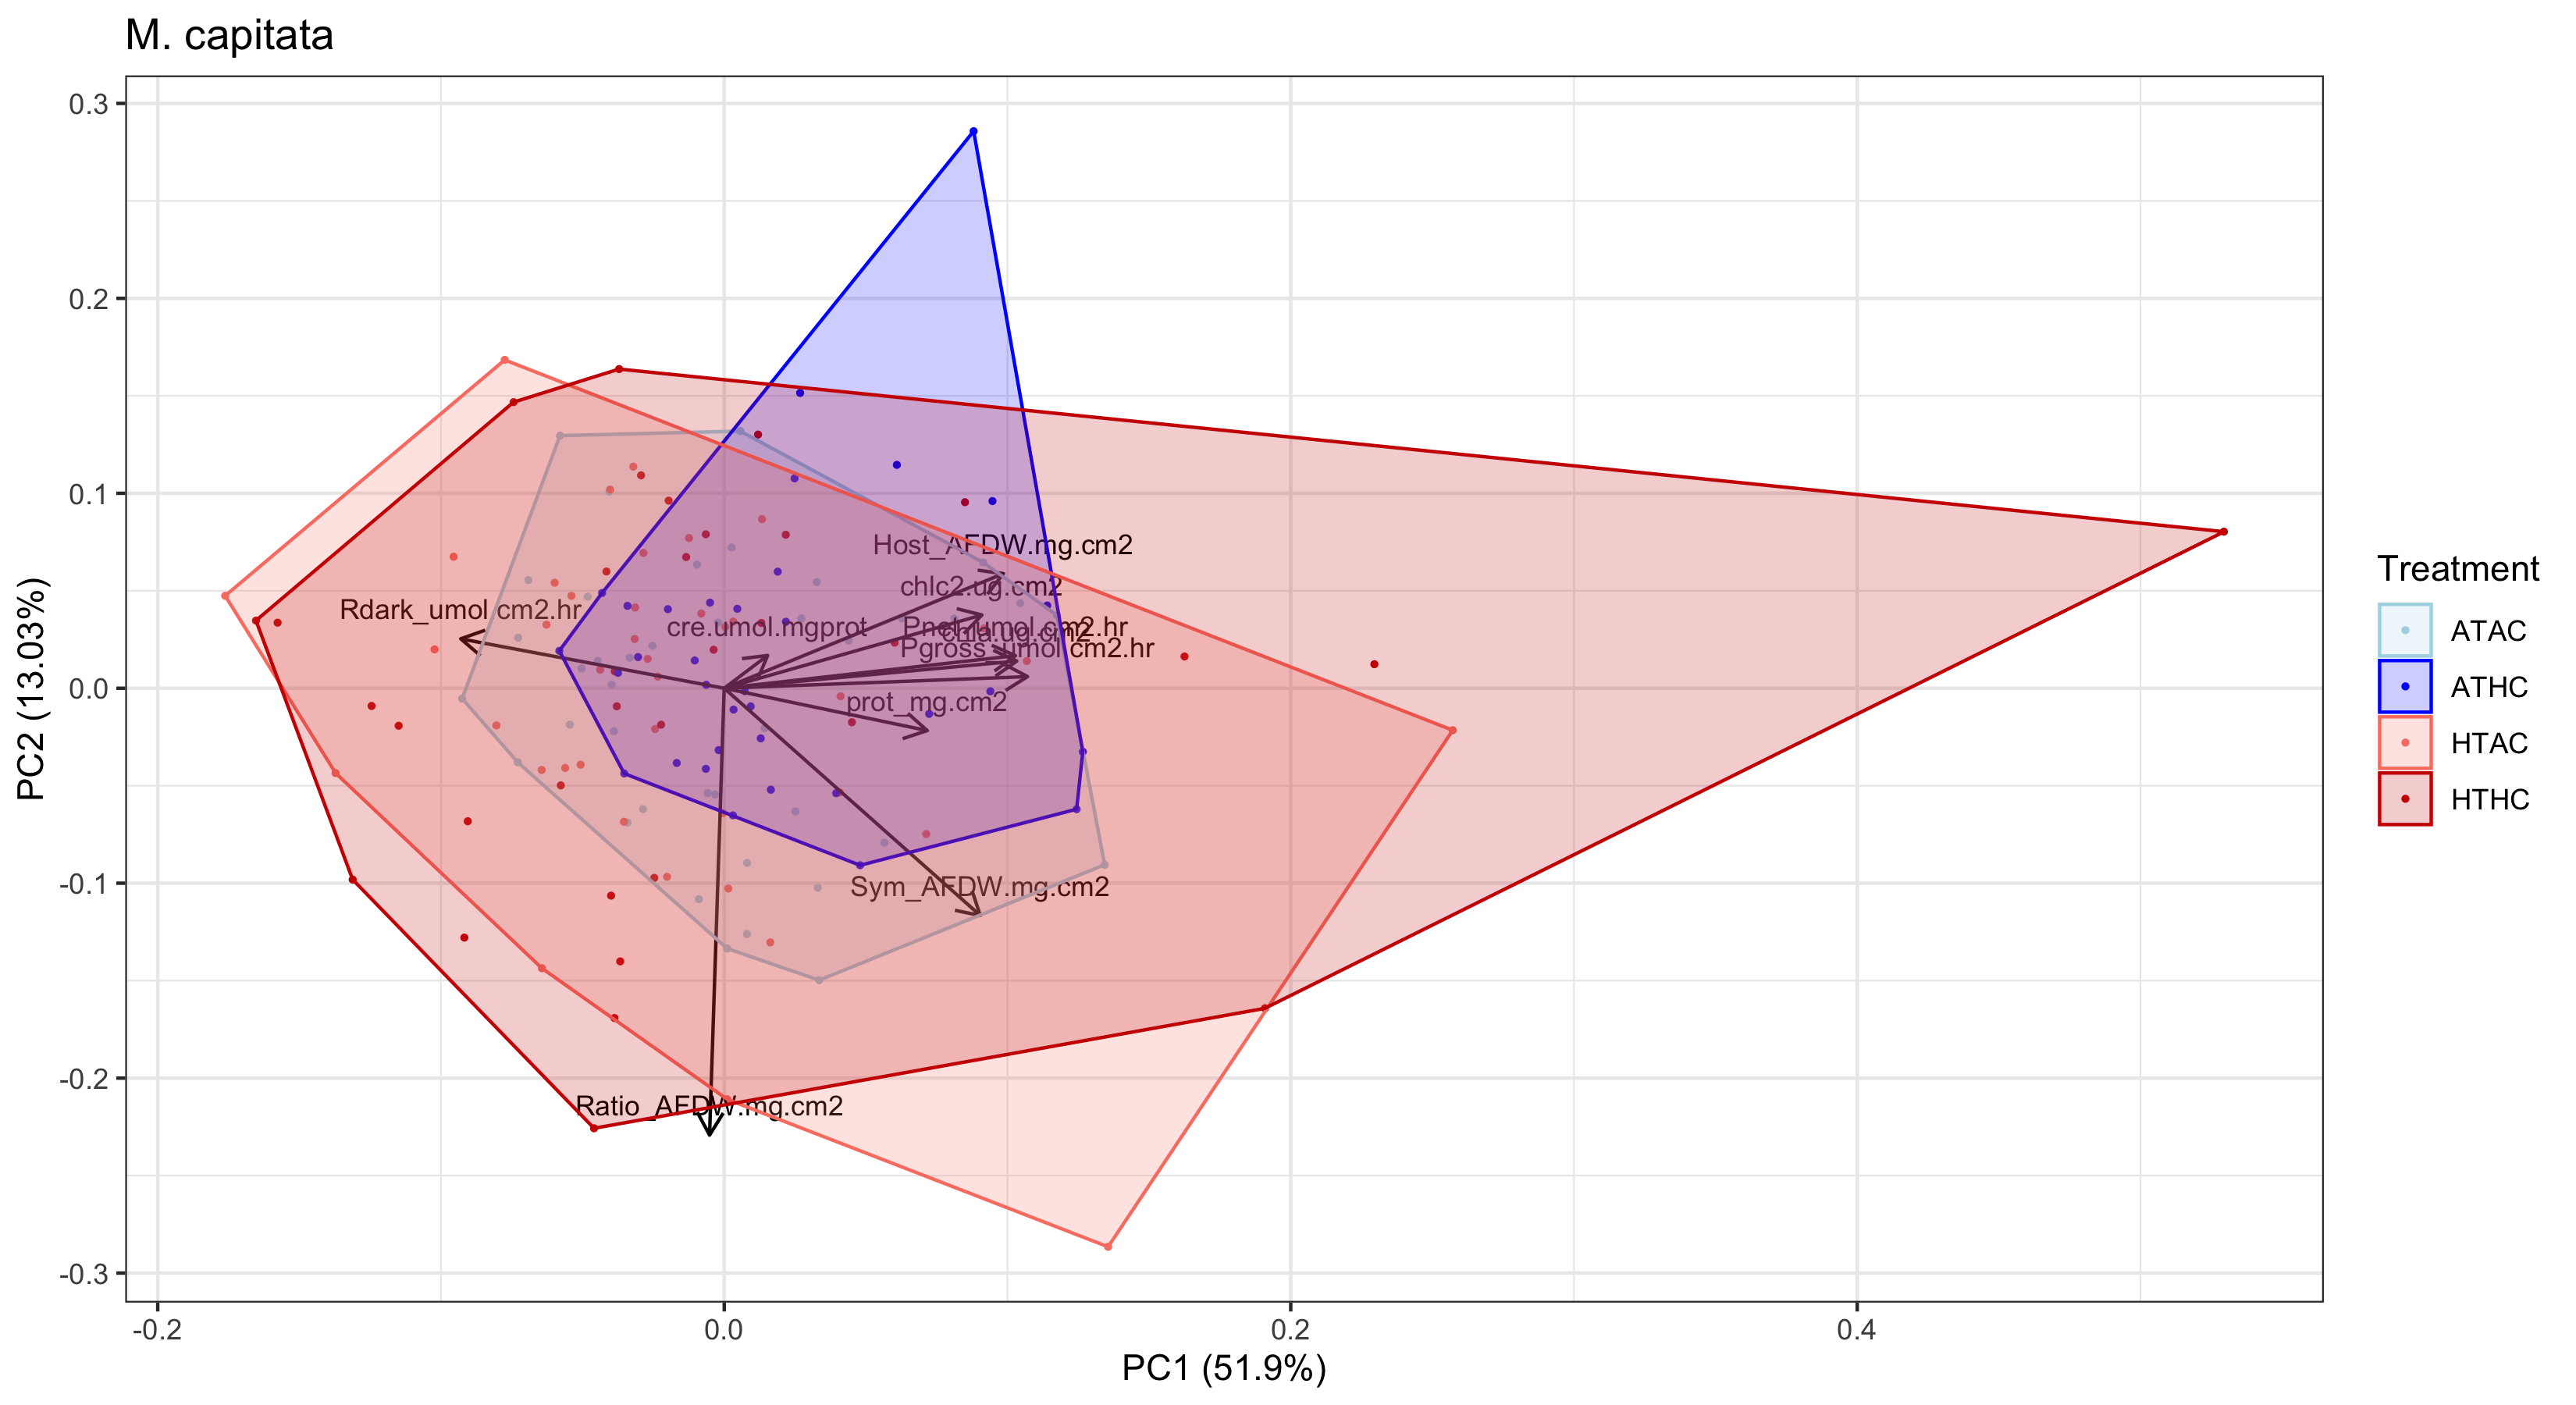 M. capitata
0.3
0.2
0.1
0.0
-0.1
-0.2
-0.3
PC2 (13.03%)
Host_AFDW.mg.cm2
chlc2.ug.cm2
Rdark_umol cm2.hr
cre.umol.mgprot
Pnet_umol cm2.hr
chla.ug.cm2
Pgross_umol cm2.hr
prot_mg.cm2
Sym_AFDW.mg.cm2
Ratio_AFDW.mg.cm2
-0.2
0.0
0.2
0.4
PC1 (51.9%)
Treatment
ATAC
ATHC
HTAC
HTHC